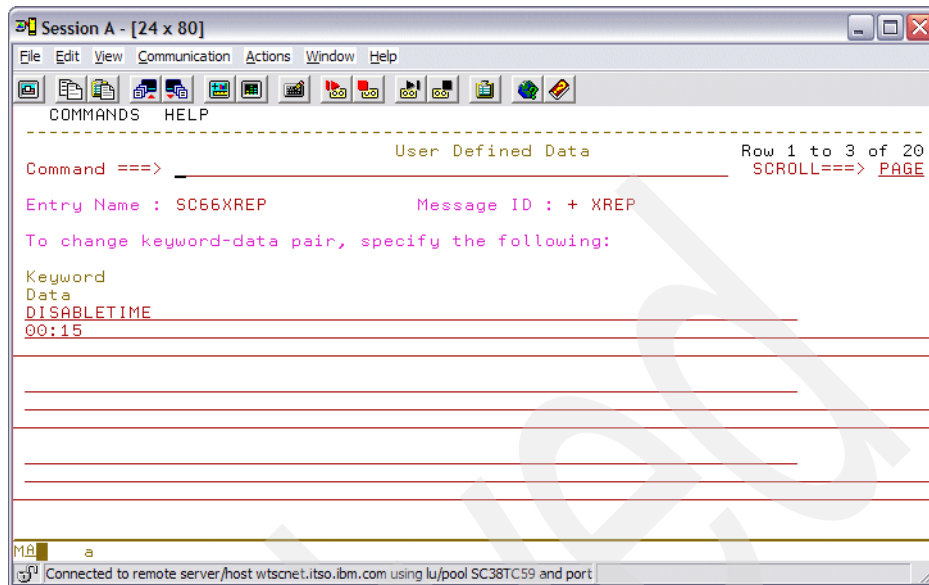 Session A - [24 x 80]
File Edit View Communication Actions Window Help
COMMANDS HELP
User Defined Data Row 1 to 3 of 20
Command ===> _ SCROLL===> PAGE
Entry Name : SC66XREP Message ID : + XREP
To change keyword-data pair, specify the following:
Keyword
Data
DISABLETIME
00:15
MA a
Connected to remote server/host wtscnet.itso.ibm.com using lu/pool SC38TC59 and port